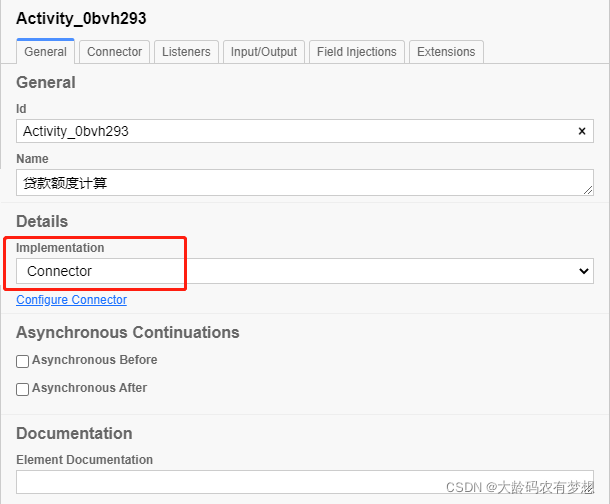 Activity_0bvh293
General Connector Listeners Input/Output Field Injections Extensions
General
Id
Activity_0bvh293 ×
Name
贷款额度计算
Details
Implementation
Connector
Configure Connector
Asynchronous Continuations
Asynchronous Before
Asynchronous After
Documentation
Element Documentation
CSDN @大龄码农有梦想